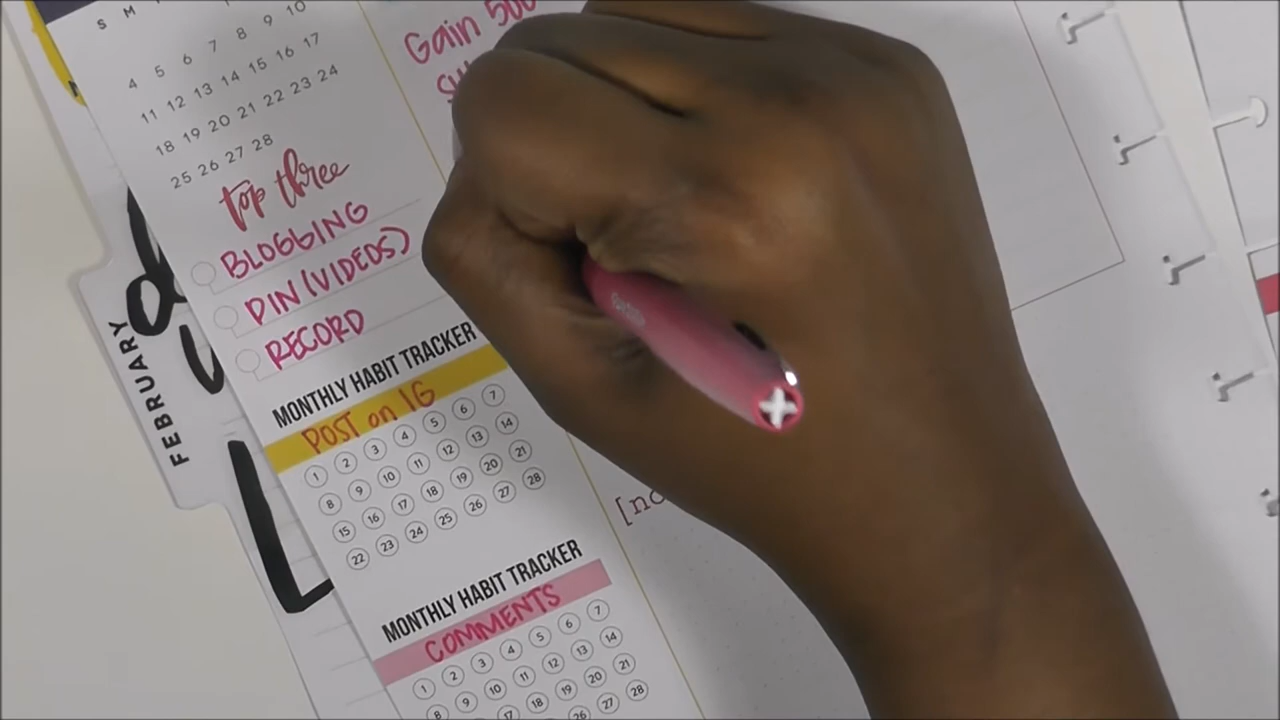 S M
8 9 10
4 5 6 7
11 12 13 14 15 16 17
18 19 20 21 22 23 24
25 26 27 28
top three
BLOGGING
PIN (VIDEOS)
RECORD
Gain 500
FEBRUARY
MONTHLY HABIT TRACKER
POST on IG
1 2 3 4 5 6 7
8 9 10 11 12 13 14
15 16 17 18 19 20 21
22 23 24 25 26 27 28
MONTHLY HABIT TRACKER
COMMENTS
1 2 3 4 5 6 7
8 9 10 11 12 13 14
17 18 19 20 21
26 27 28